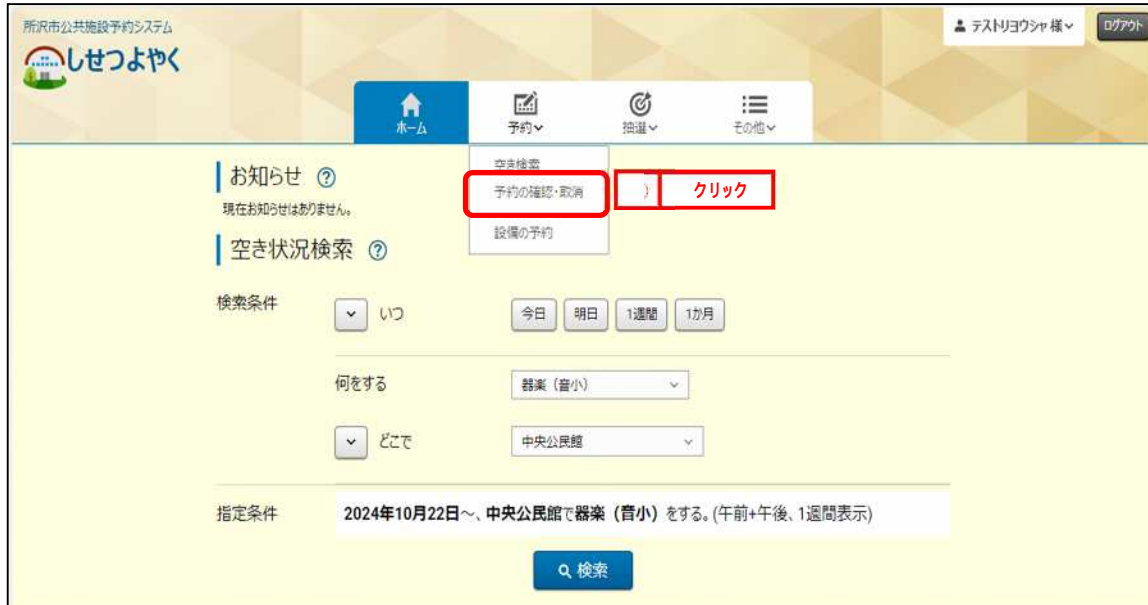 所沢市公共施設予約システム
しせつよやく
テストリヨウシャ 様
ログアウト
ホーム
予約
抽選
その他
空き検索
予約の確認・取消
) クリック
設備の予約
お知らせ ?
現在お知らせはありません。
空き状況検索 ?
検索条件
いつ
今日 明日 1週間 1か月
何をする
器楽（音小）
どこで
中央公民館
指定条件
2024年10月22日～、中央公民館で器楽（音小）をする。(午前+午後、1週間表示)
検索